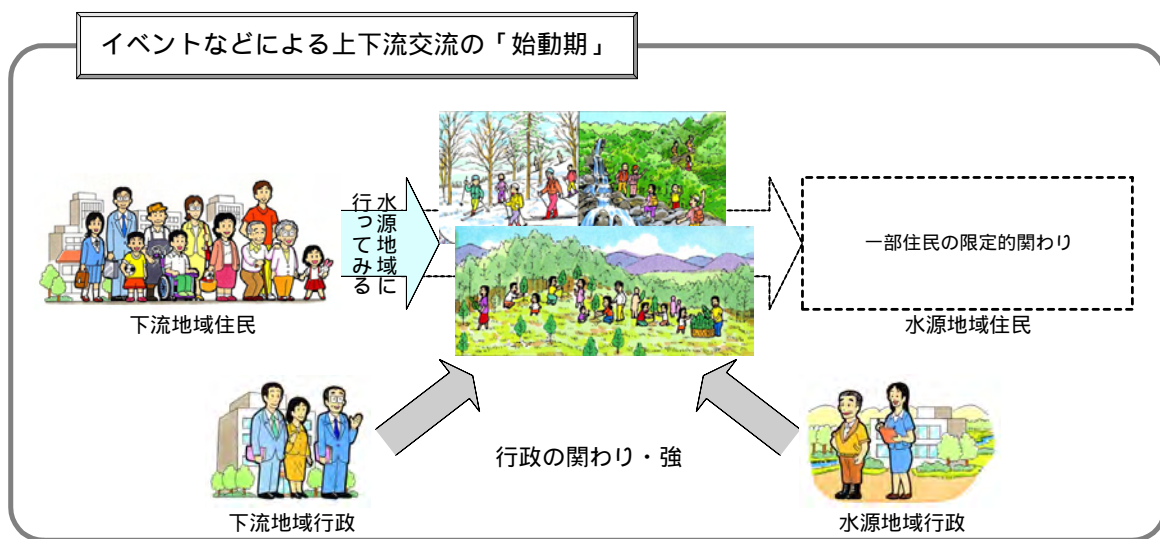 イベントなどによる上下流交流の「始動期」
水源地域に
行ってみる
一部住民の限定的関わり
下流地域住民
水源地域住民
行政の関わり・強
下流地域行政
水源地域行政